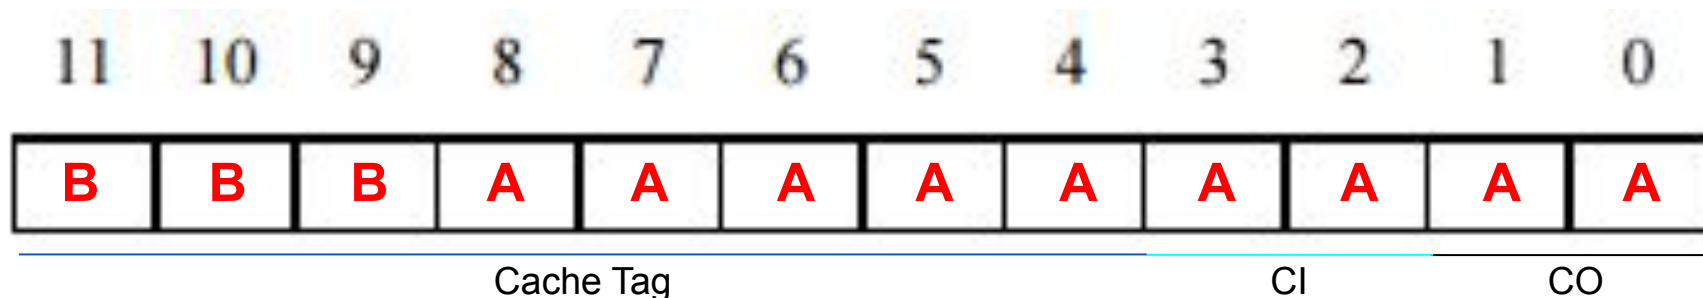 11 10 9 8 7 6 5 4 3 2 1 0
B B B A A A A A A A A A
Cache Tag CI CO